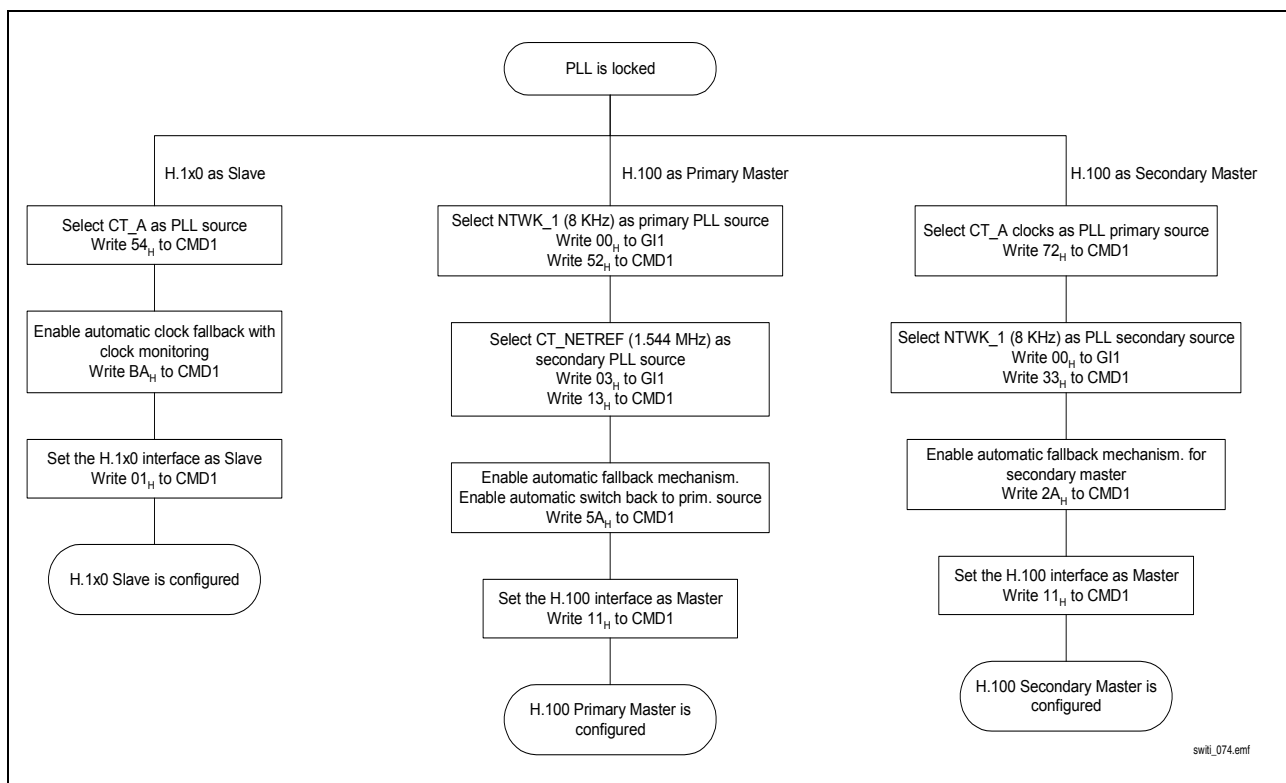 PLL is locked
H.1x0 as Slave
Select CT_A as PLL source
Write 54H to CMD1
Enable automatic clock fallback with
clock monitoring
Write BAH to CMD1
Set the H.1x0 interface as Slave
Write 01H to CMD1
H.1x0 Slave is configured
H.100 as Primary Master
Select NTWK_1 (8 KHz) as primary PLL source
Write 00H to GI1
Write 52H to CMD1
Select CT_NETREF (1.544 MHz) as
secondary PLL source
Write 03H to GI1
Write 13H to CMD1
Enable automatic fallback mechanism.
Enable automatic switch back to prim. source
Write 5AH to CMD1
Set the H.100 interface as Master
Write 11H to CMD1
H.100 Primary Master is
configured
H.100 as Secondary Master
Select CT_A clocks as PLL primary source
Write 72H to CMD1
Select NTWK_1 (8 KHz) as PLL secondary source
Write 00H to GI1
Write 33H to CMD1
Enable automatic fallback mechanism. for
secondary master
Write 2AH to CMD1
Set the H.100 interface as Master
Write 11H to CMD1
H.100 Secondary Master is
configured
switi_074.emf